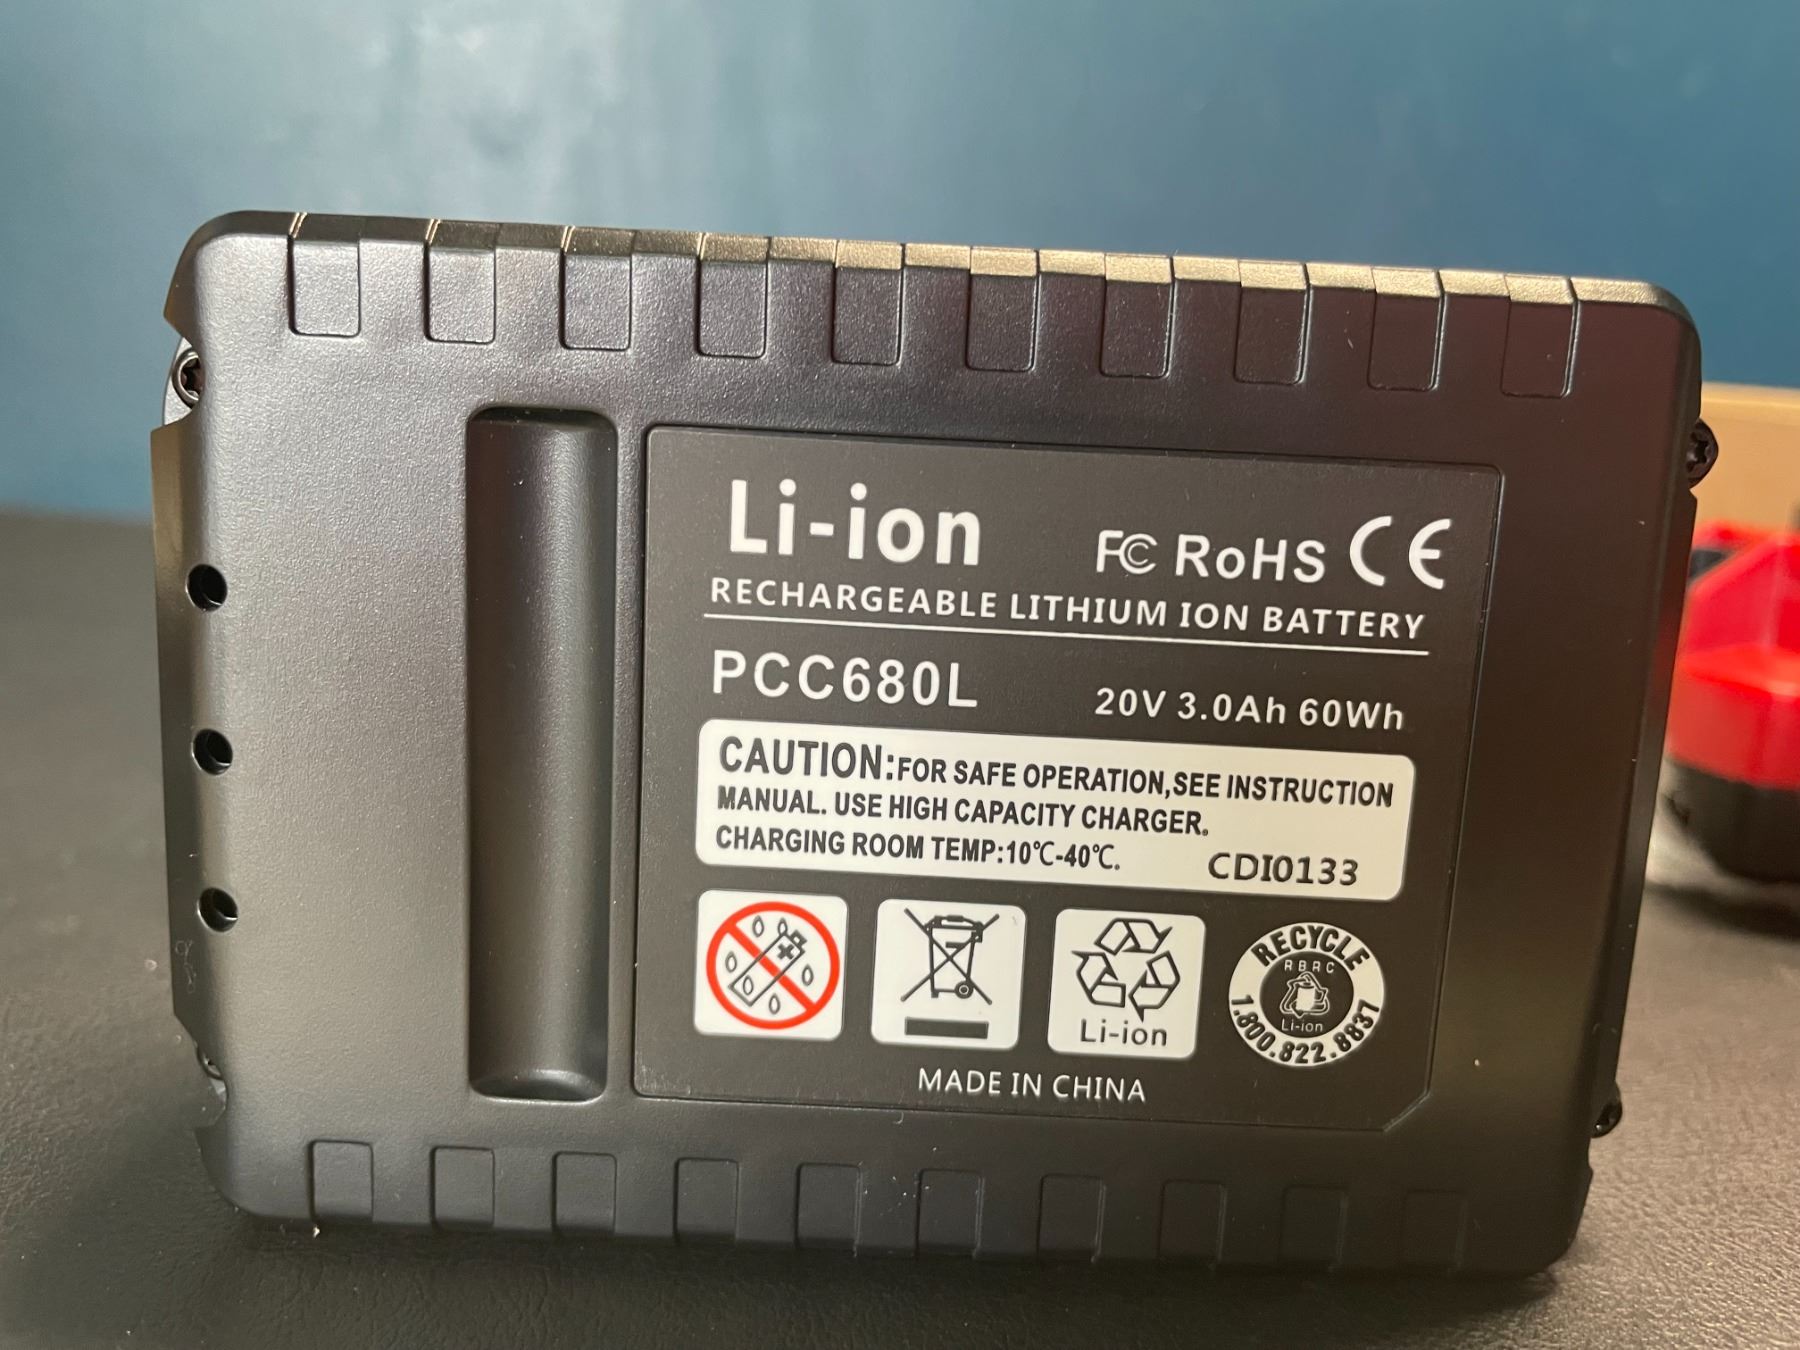 Li-ion FC RoHS CE
RECHARGEABLE LITHIUM ION BATTERY
PCC680L 20V 3.0Ah 60Wh
CAUTION:FOR SAFE OPERATION,SEE INSTRUCTION
MANUAL. USE HIGH CAPACITY CHARGER。
CHARGING ROOM TEMP:10℃-40℃.
CDI0133
Li-ion
RECYCLE
RBRC
Li-ion
1.800.822.8837
MADE IN CHINA